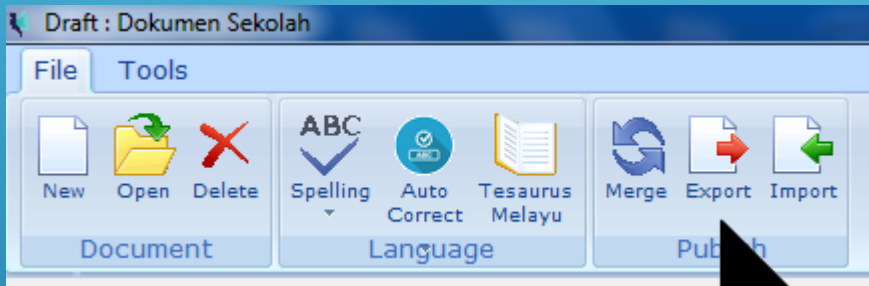 Draft : Dokumen Sekolah
File Tools
New Open Delete
ABC
Spelling Auto Correct Tesaurus Melayu
Merge Export Import
Document Language